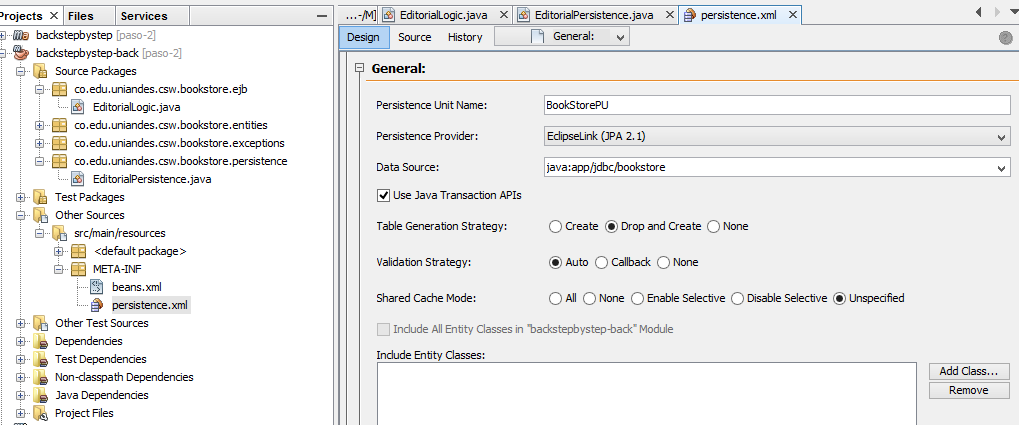 Projects × Files Services
backstepbystep [paso-2]
backstepbystep-back [paso-2]
Source Packages
co.edu.uniandes.csw.bookstore.ejb
EditorialLogic.java
co.edu.uniandes.csw.bookstore.entities
co.edu.uniandes.csw.bookstore.exceptions
co.edu.uniandes.csw.bookstore.persistence
EditorialPersistence.java
Test Packages
Other Sources
src/main/resources
<default package>
META-INF
beans.xml
persistence.xml
Other Test Sources
Dependencies
Test Dependencies
Non-classpath Dependencies
Java Dependencies
Project Files
...-/M] EditorialLogic.java × EditorialPersistence.java × persistence.xml ×
Design Source History General:
General:
Persistence Unit Name: BookStorePU
Persistence Provider: EclipseLink (JPA 2.1)
Data Source: java:app/jdbc/bookstore
Use Java Transaction APIs
Table Generation Strategy: Create Drop and Create None
Validation Strategy: Auto Callback None
Shared Cache Mode: All None Enable Selective Disable Selective Unspecified
Include All Entity Classes in "backstepbystep-back" Module
Include Entity Classes:
Add Class...
Remove